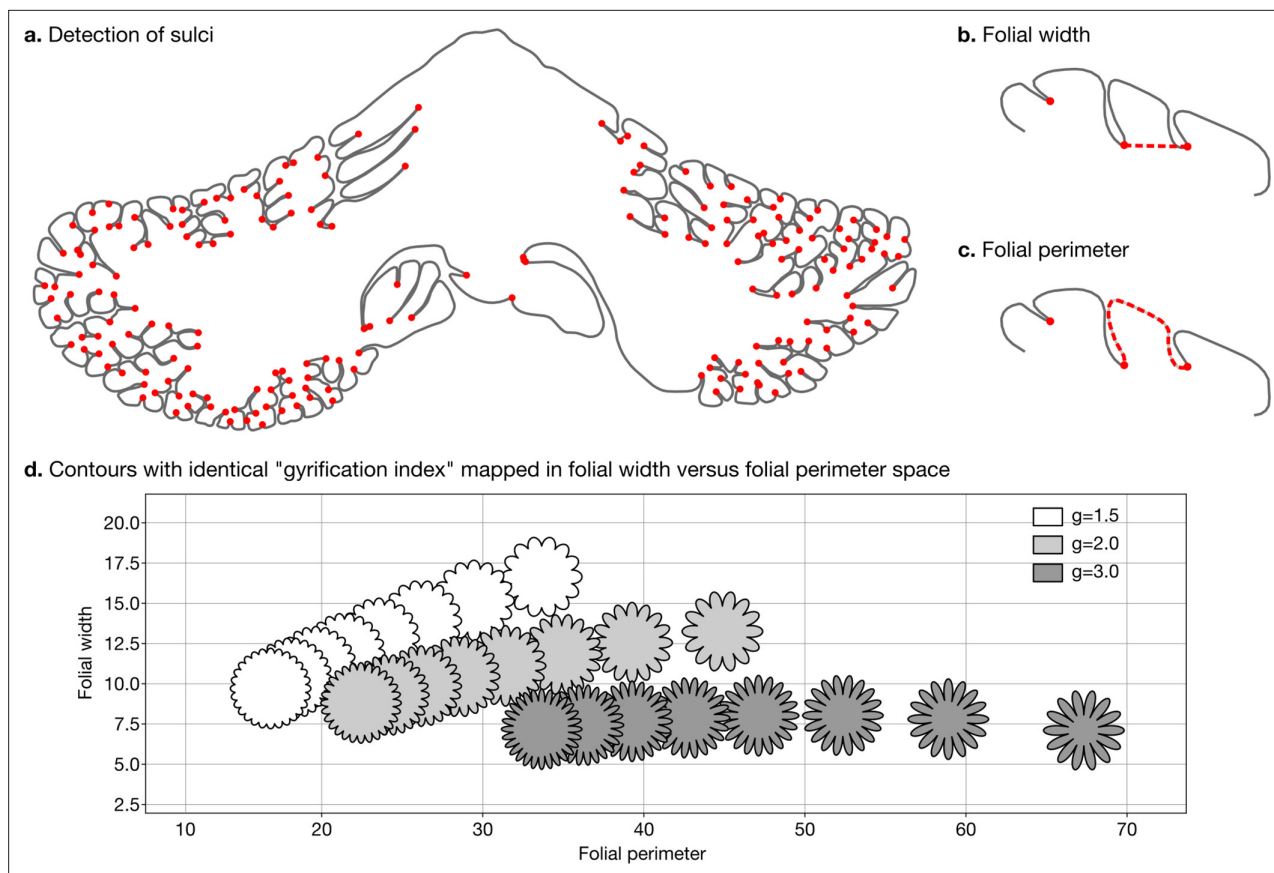 a. Detection of sulci
b. Folial width
c. Folial perimeter
d. Contours with identical "gyrification index" mapped in folial width versus folial perimeter space
g=1.5
g=2.0
g=3.0
Folial width
20.0
17.5
15.0
12.5
10.0
7.5
5.0
2.5
10 20 30 40 50 60 70
Folial perimeter